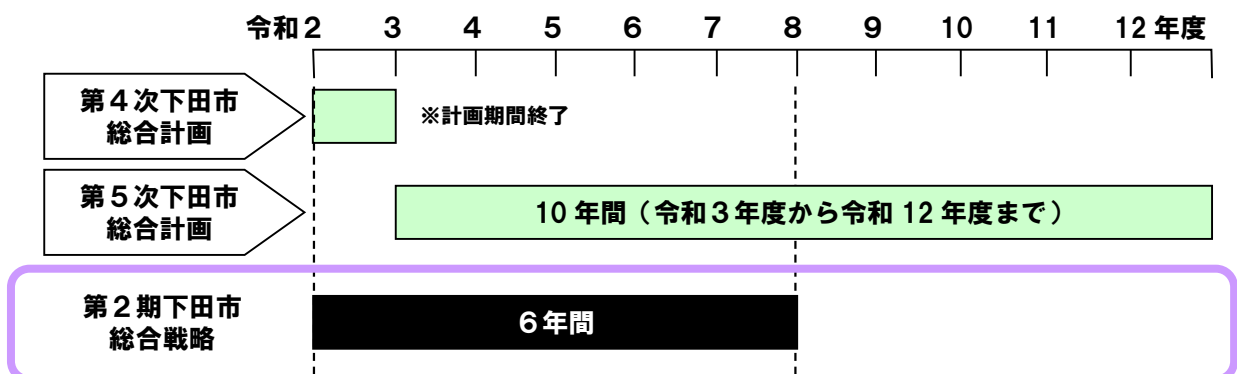 令和2 3 4 5 6 7 8 9 10 11 12 年度
第4次下田市
総合計画
※計画期間終了
第5次下田市
総合計画
10 年間（令和3年度から令和 12 年度まで）
第2期下田市
総合戦略
6年間